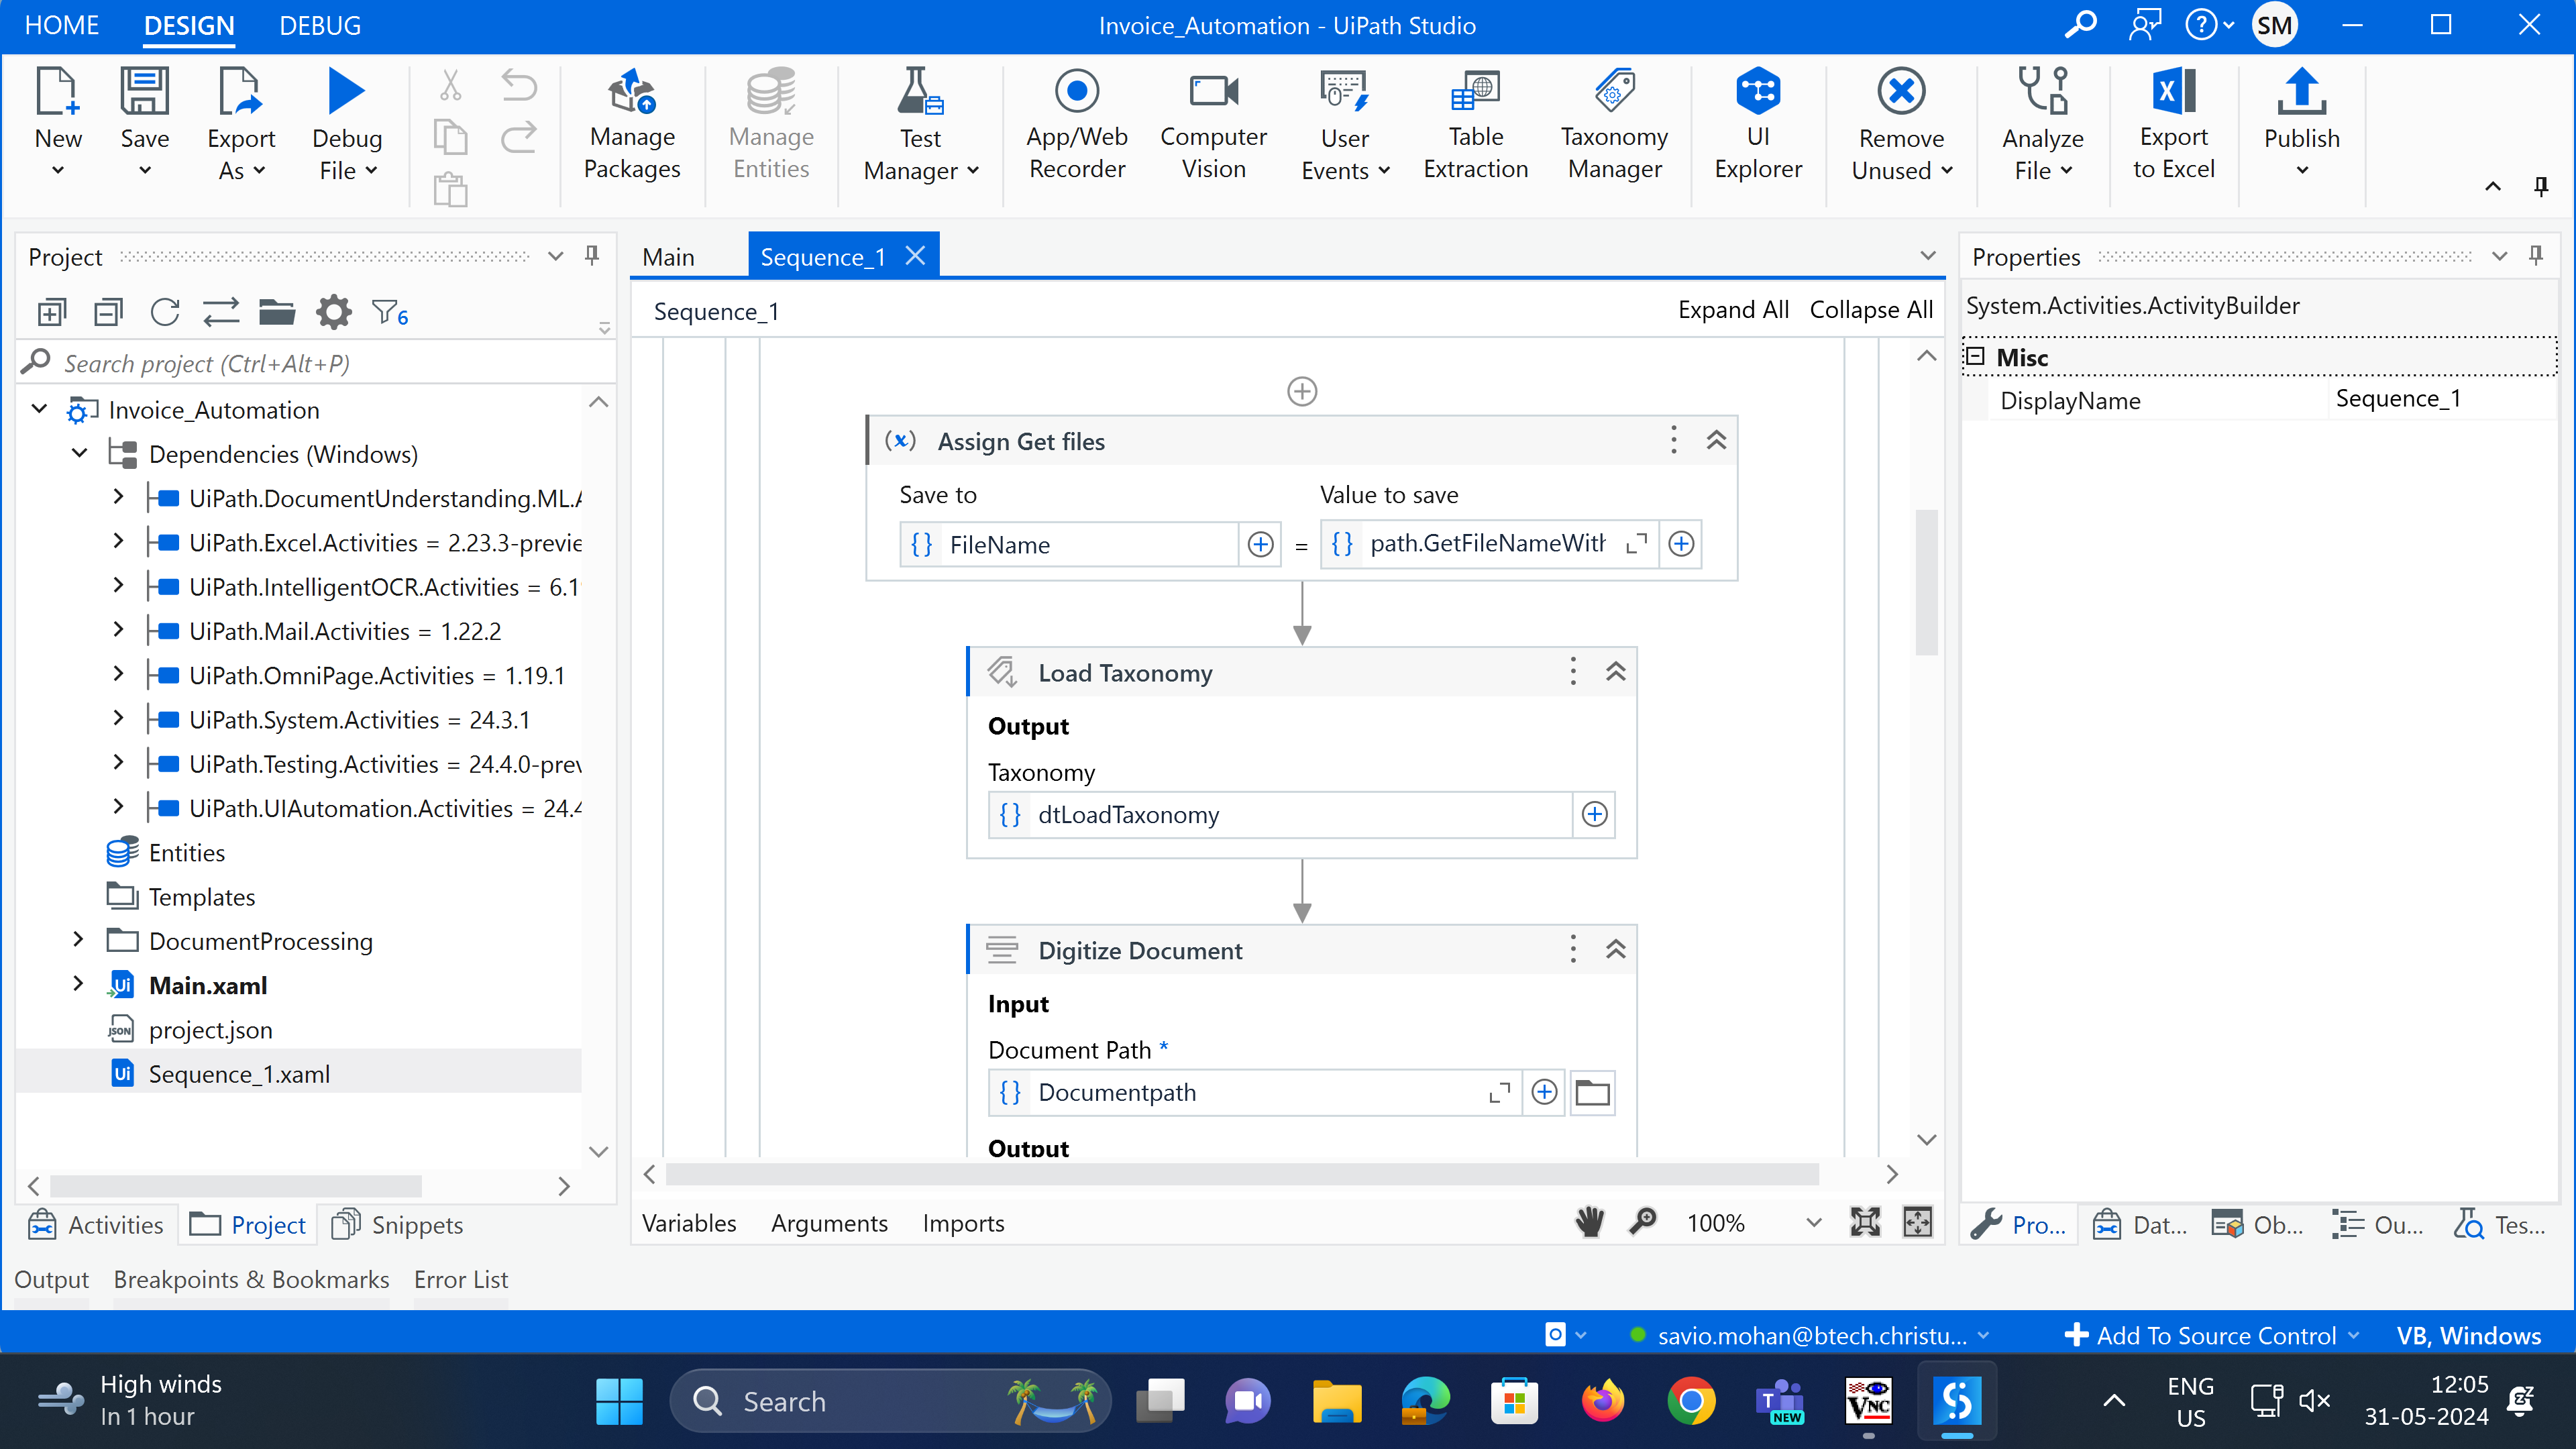 HOME DESIGN DEBUG
Invoice_Automation - UiPath Studio
SM
New
Save
Export
As
Debug
File
Manage
Packages
Manage
Entities
Test
Manager
App/Web
Recorder
Computer
Vision
User
Events
Table
Extraction
Taxonomy
Manager
UI
Explorer
Remove
Unused
Analyze
File
Export
to Excel
Publish
Project
6
Search project (Ctrl+Alt+P)
Invoice_Automation
Dependencies (Windows)
UiPath.DocumentUnderstanding.ML.A
UiPath.Excel.Activities = 2.23.3-previe
UiPath.IntelligentOCR.Activities = 6.1
UiPath.Mail.Activities = 1.22.2
UiPath.OmniPage.Activities = 1.19.1
UiPath.System.Activities = 24.3.1
UiPath.Testing.Activities = 24.4.0-prev
UiPath.UIAutomation.Activities = 24.4
Entities
Templates
DocumentProcessing
Main.xaml
project.json
Sequence_1.xaml
Activities Project Snippets
Main Sequence_1
Sequence_1
Expand All Collapse All
Assign Get files
Save to Value to save
FileName = path.GetFileNameWith
Load Taxonomy
Output
Taxonomy
dtLoadTaxonomy
Digitize Document
Input
Document Path *
Documentpath
Output
Variables Arguments Imports
100%
Properties
System.Activities.ActivityBuilder
Misc
DisplayName Sequence_1
Pro... Dat... Ob... Ou... Tes...
Output Breakpoints & Bookmarks Error List
savio.mohan@btech.christu...
Add To Source Control
VB, Windows
High winds
In 1 hour
Search
T NEW
VNC
ENG
US
12:05
31-05-2024